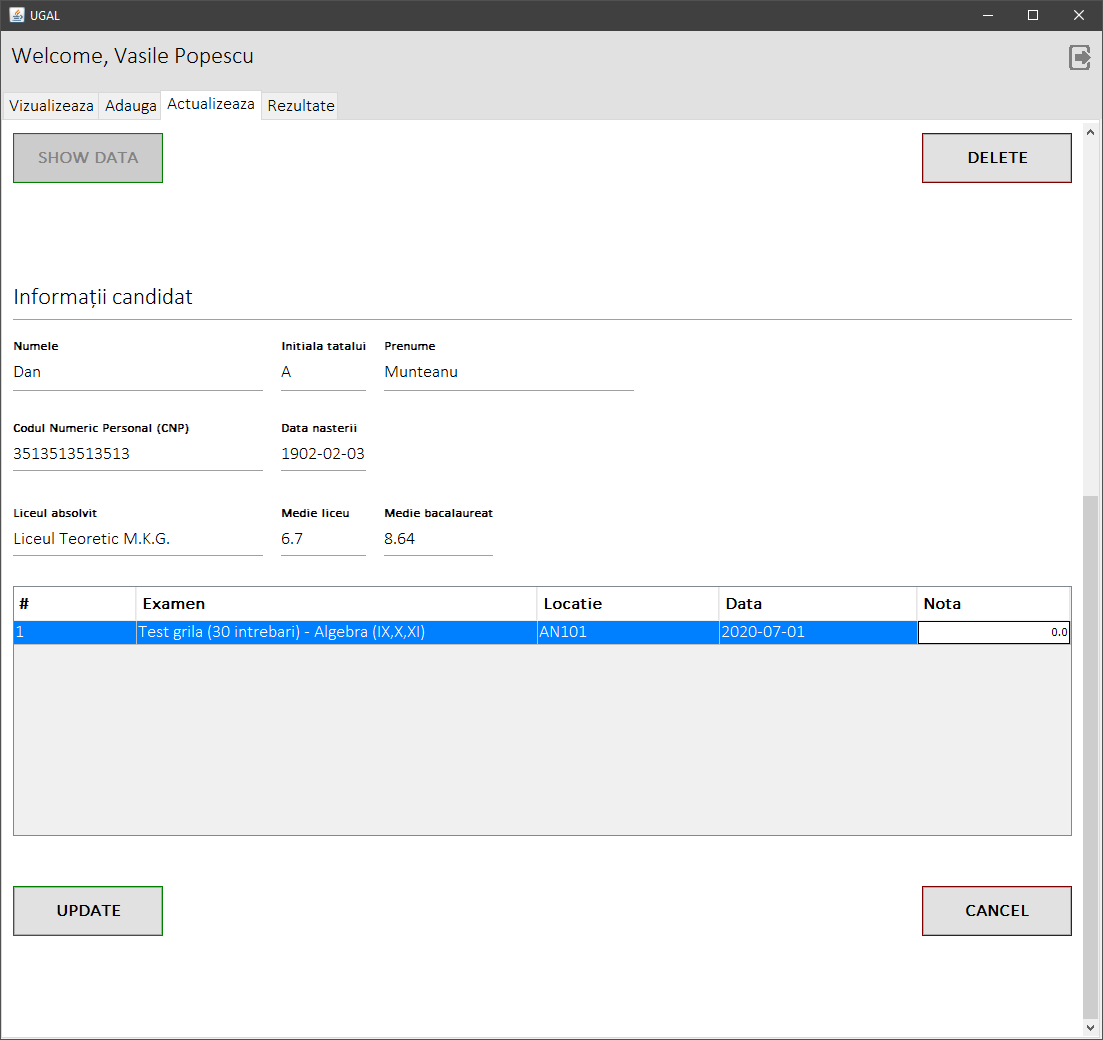 UGAL
Welcome, Vasile Popescu
Vizualizeaza Adauga Actualizeaza Rezultate
SHOW DATA DELETE
Informații candidat
Numele Initiala tatalui Prenume
Dan A Munteanu
Codul Numeric Personal (CNP) Data nasterii
3513513513513 1902-02-03
Liceul absolvit Medie liceu Medie bacalaureat
Liceul Teoretic M.K.G. 6.7 8.64
# Examen Locatie Data Nota
1 Test grila (30 intrebari) - Algebra (IX,X,XI) AN101 2020-07-01 0.0
UPDATE CANCEL